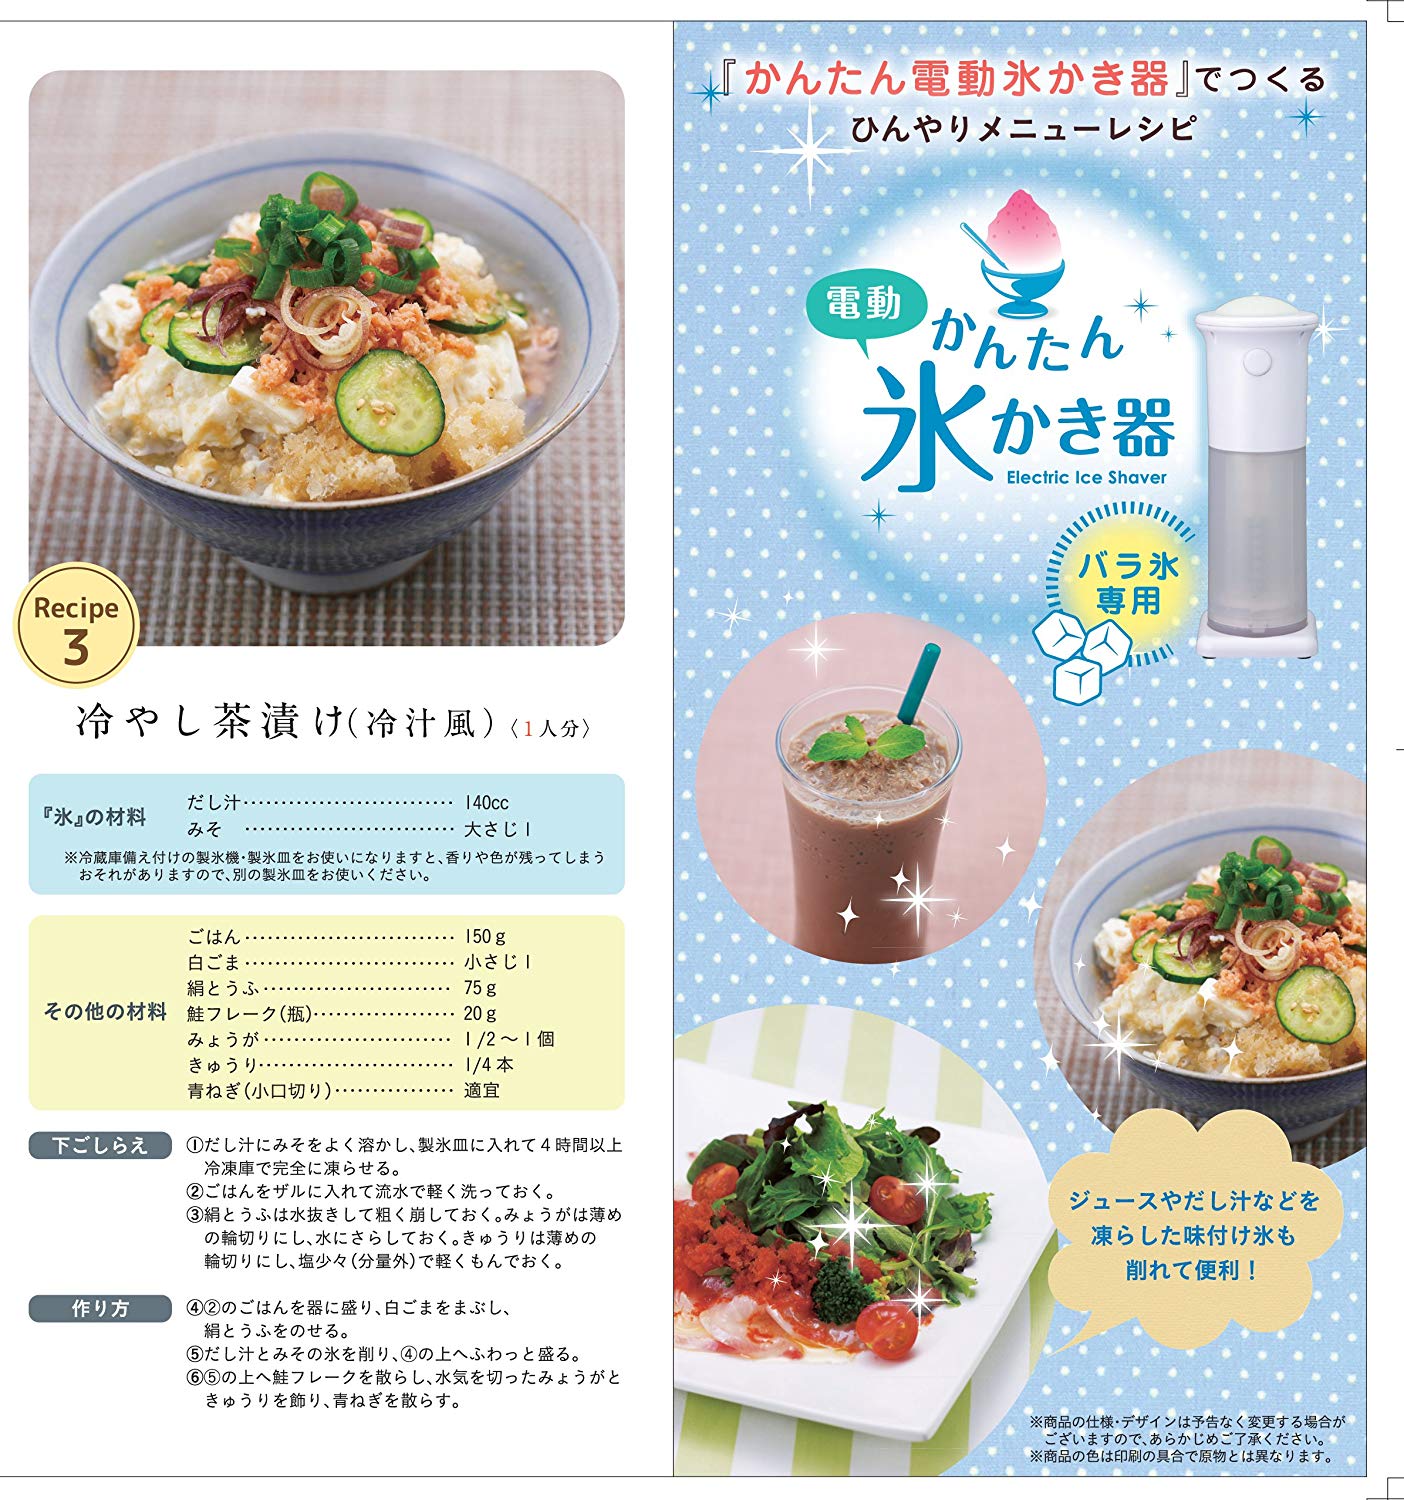 Recipe
3
冷やし茶漬け(冷汁風)〈1人分〉
『氷』の材料
だし汁………………………… 140cc
みそ ………………………… 大さじ1
※冷蔵庫備え付けの製氷機・製氷皿をお使いになりますと、香りや色が残ってしまう
おそれがありますので、別の製氷皿をお使いください。
その他の材料
ごはん………………………… 150g
白ごま………………………… 小さじ1
絹とうふ……………………… 75g
鮭フレーク(瓶)……………… 20g
みょうが……………………… 1/2～1個
きゅうり……………………… 1/4本
青ねぎ(小口切り)…………… 適宜
下ごしらえ
①だし汁にみそをよく溶かし、製氷皿に入れて4時間以上
冷凍庫で完全に凍らせる。
②ごはんをザルに入れて流水で軽く洗っておく。
③絹とうふは水抜きして粗く崩しておく。みょうがは薄め
の輪切りにし、水にさらしておく。きゅうりは薄めの
輪切りにし、塩少々(分量外)で軽くもんでおく。
作り方
④②のごはんを器に盛り、白ごまをまぶし、
絹とうふをのせる。
⑤だし汁とみその氷を削り、④の上へふわっと盛る。
⑥⑤の上へ鮭フレークを散らし、水気を切ったみょうがと
きゅうりを飾り、青ねぎを散らす。
『かんたん電動氷かき器』でつくる
ひんやりメニューレシピ
電動
かんたん
氷かき器
Electric Ice Shaver
バラ氷
専用
ジュースやだし汁などを
凍らした味付け氷も
削れて便利！
※商品の仕様・デザインは予告なく変更する場合が
ございますので、あらかじめご了承ください。
※商品の色は印刷の具合で原物とは異なります。